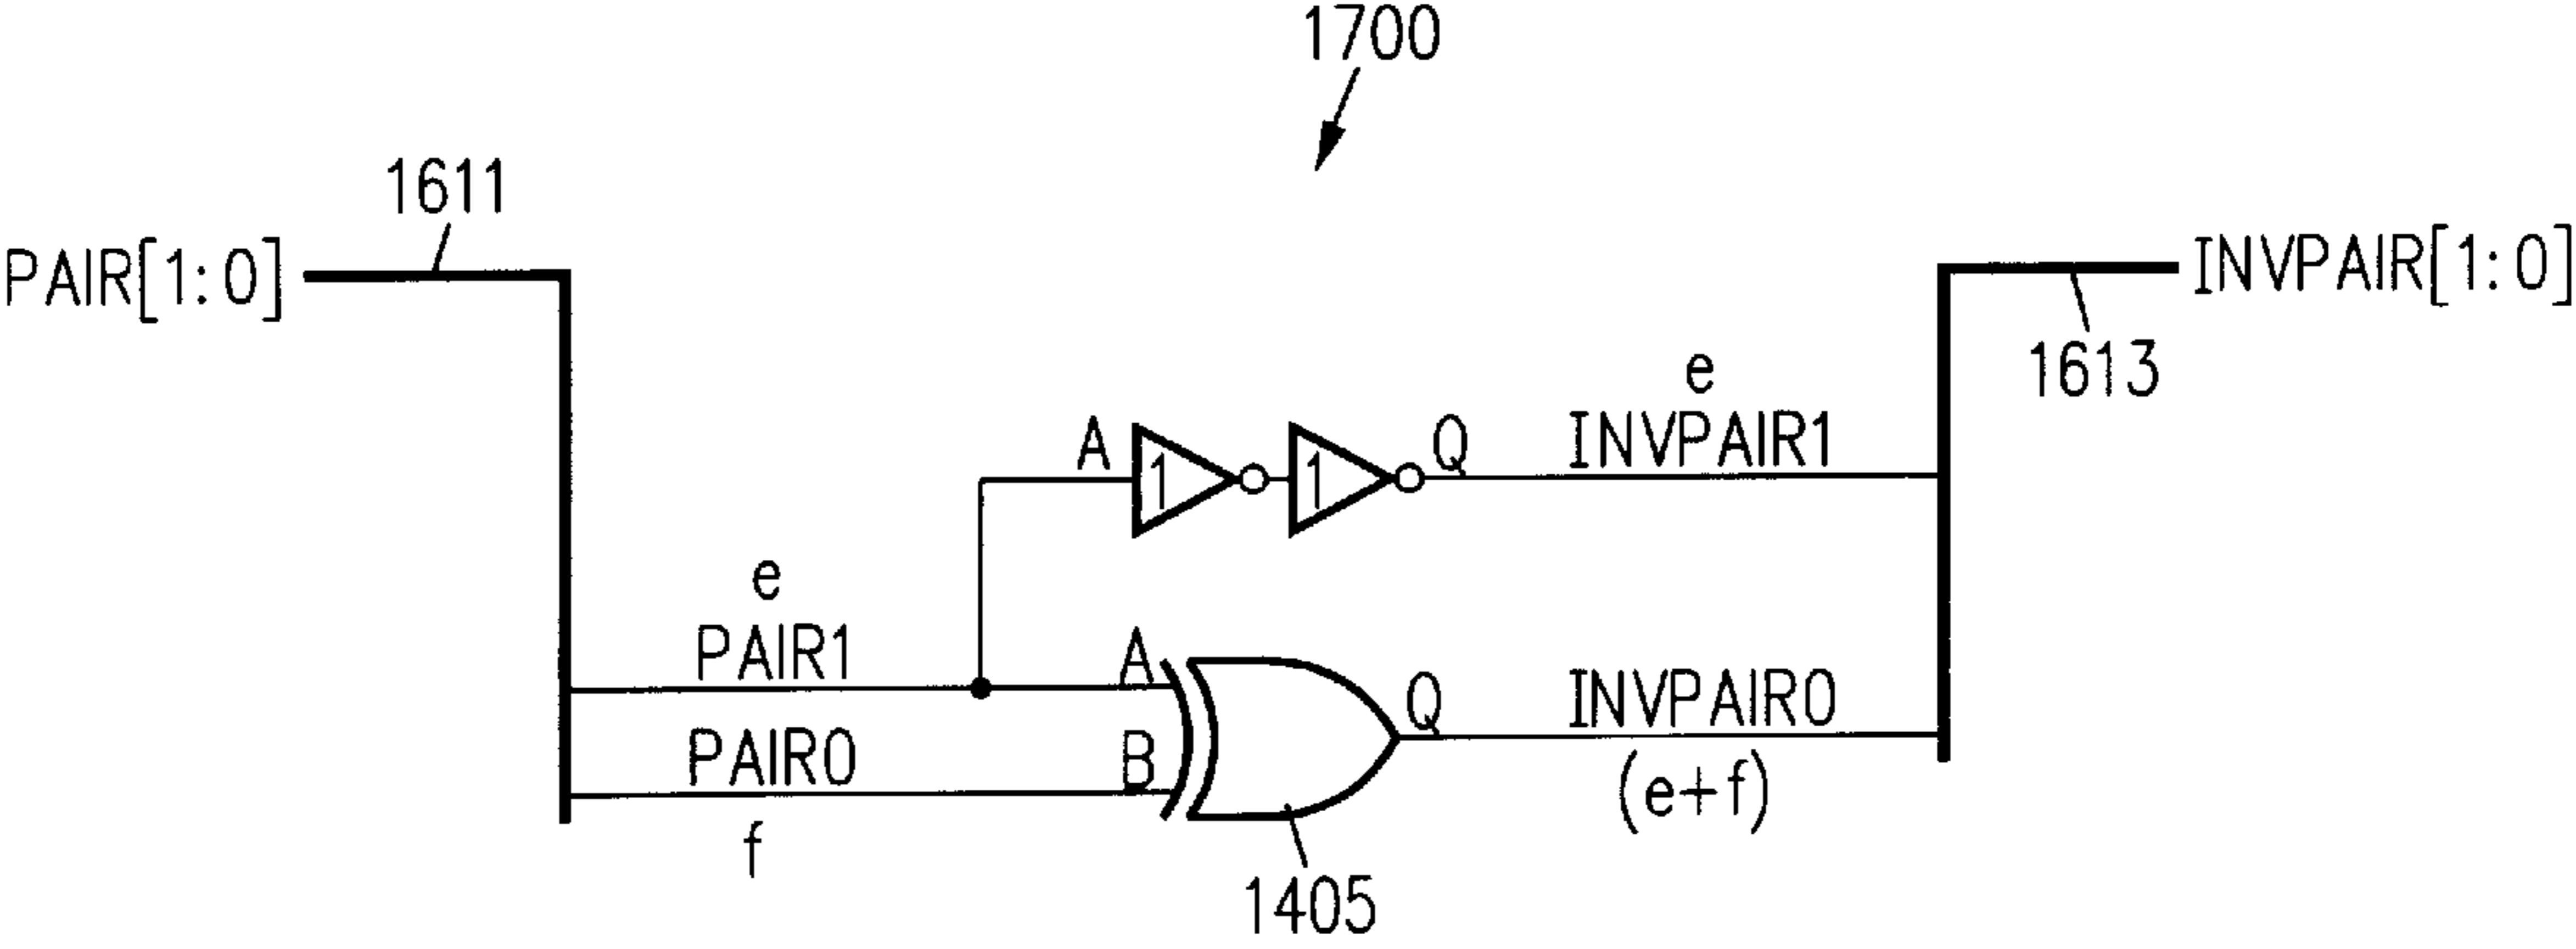 1700
1611
PAIR[1:0]
INVPAIR[1:0]
1613
e
A
1
1
Q
INVPAIR1
e
PAIR1
A
Q
INVPAIR0
PAIR0
B
(e+f)
f
1405